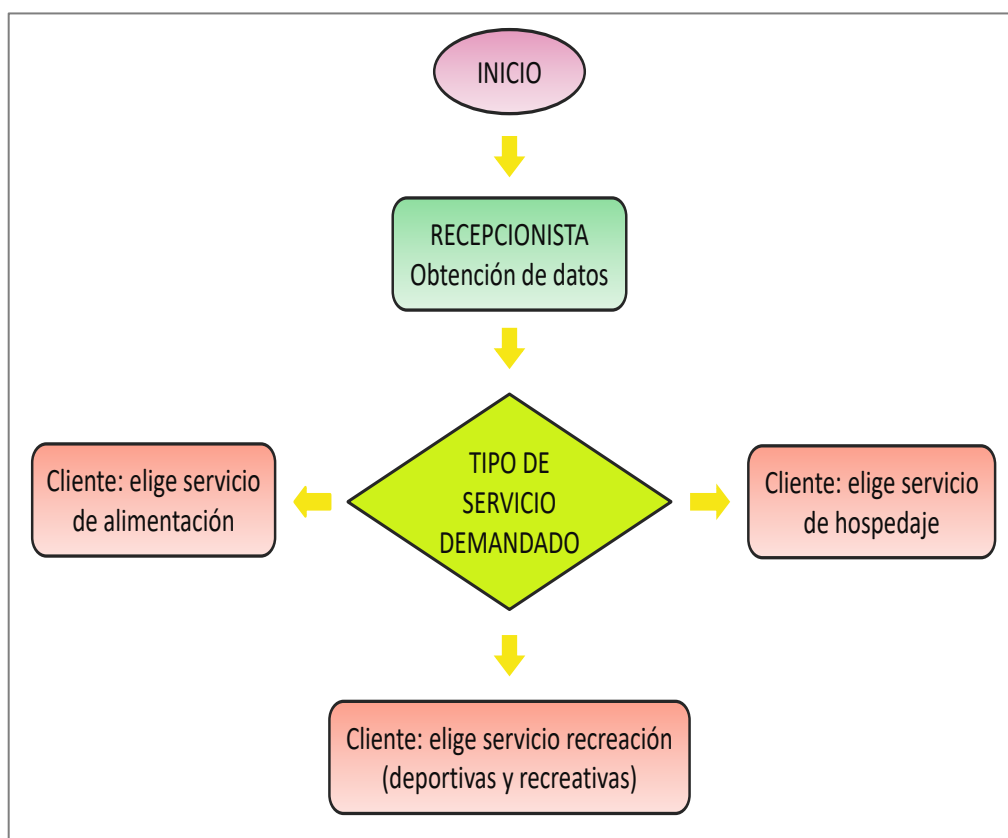 INICIO
RECEPCIONISTA
Obtención de datos
TIPO DE
SERVICIO
DEMANDADO
Cliente: elige servicio
de alimentación
Cliente: elige servicio
de hospedaje
Cliente: elige servicio recreación
(deportivas y recreativas)